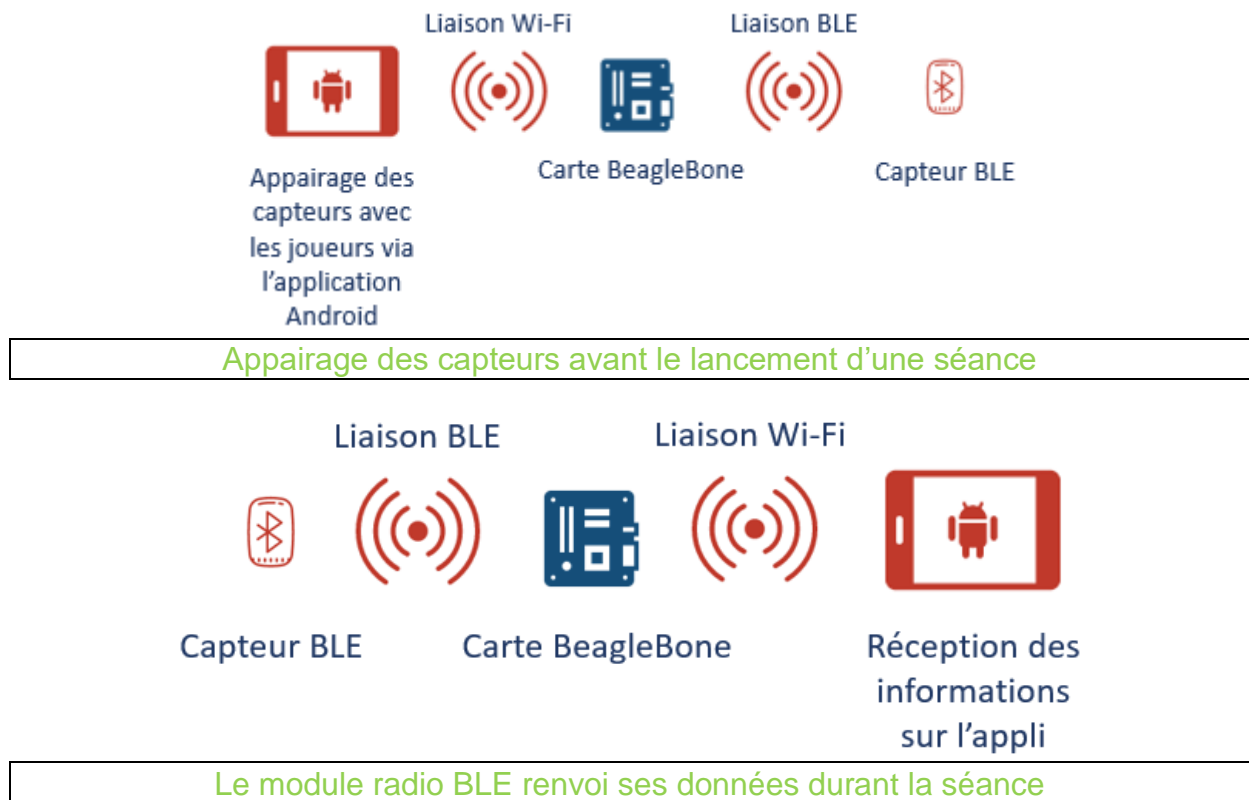 Liaison Wi-Fi
Liaison BLE
Appairage des
capteurs avec
les joueurs via
l'application
Android
Carte BeagleBone
Capteur BLE
Appairage des capteurs avant le lancement d'une séance
Liaison BLE
Liaison Wi-Fi
Capteur BLE
Carte BeagleBone
Réception des
informations
sur l'appli
Le module radio BLE renvoi ses données durant la séance